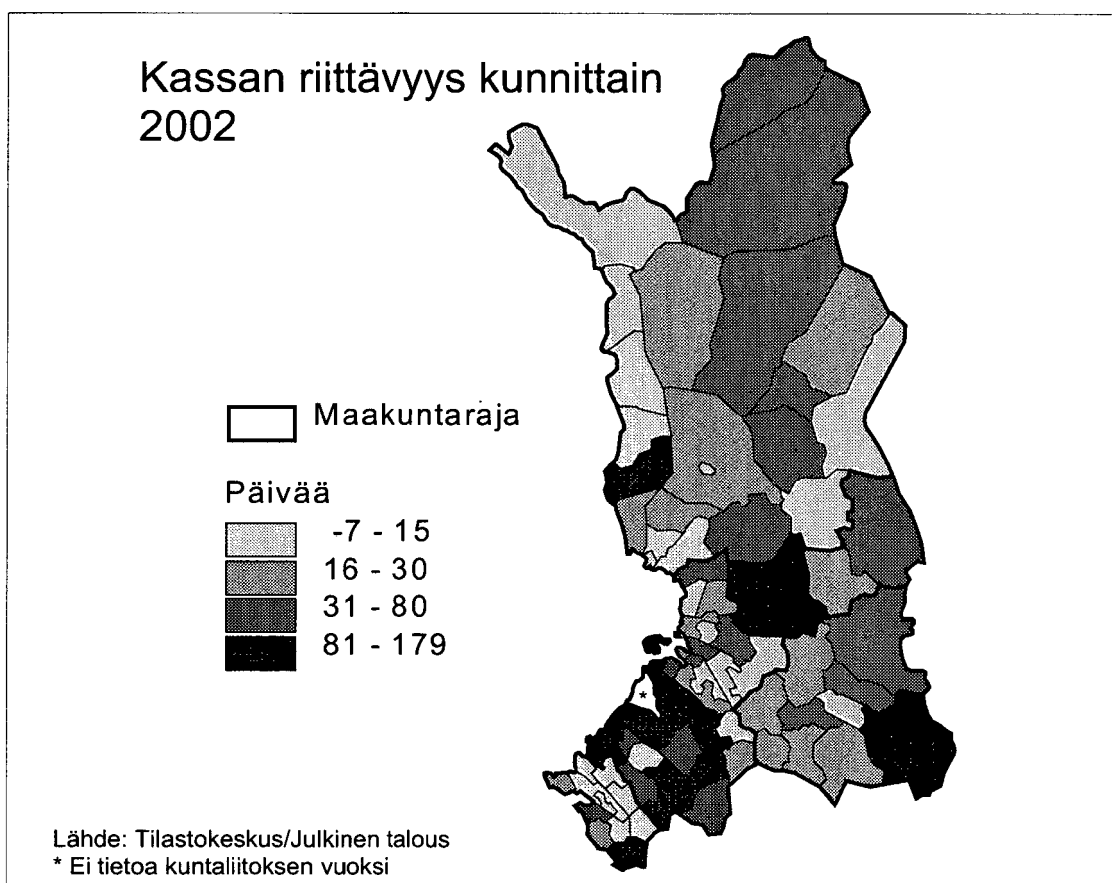 Kassan riittävyys kunnittain
2002
Maakuntaraja
Päivää
-7 - 15
16 - 30
31 - 80
81 - 179
*
Lähde: Tilastokeskus/Julkinen talous
* Ei tietoa kuntaliitoksen vuoksi